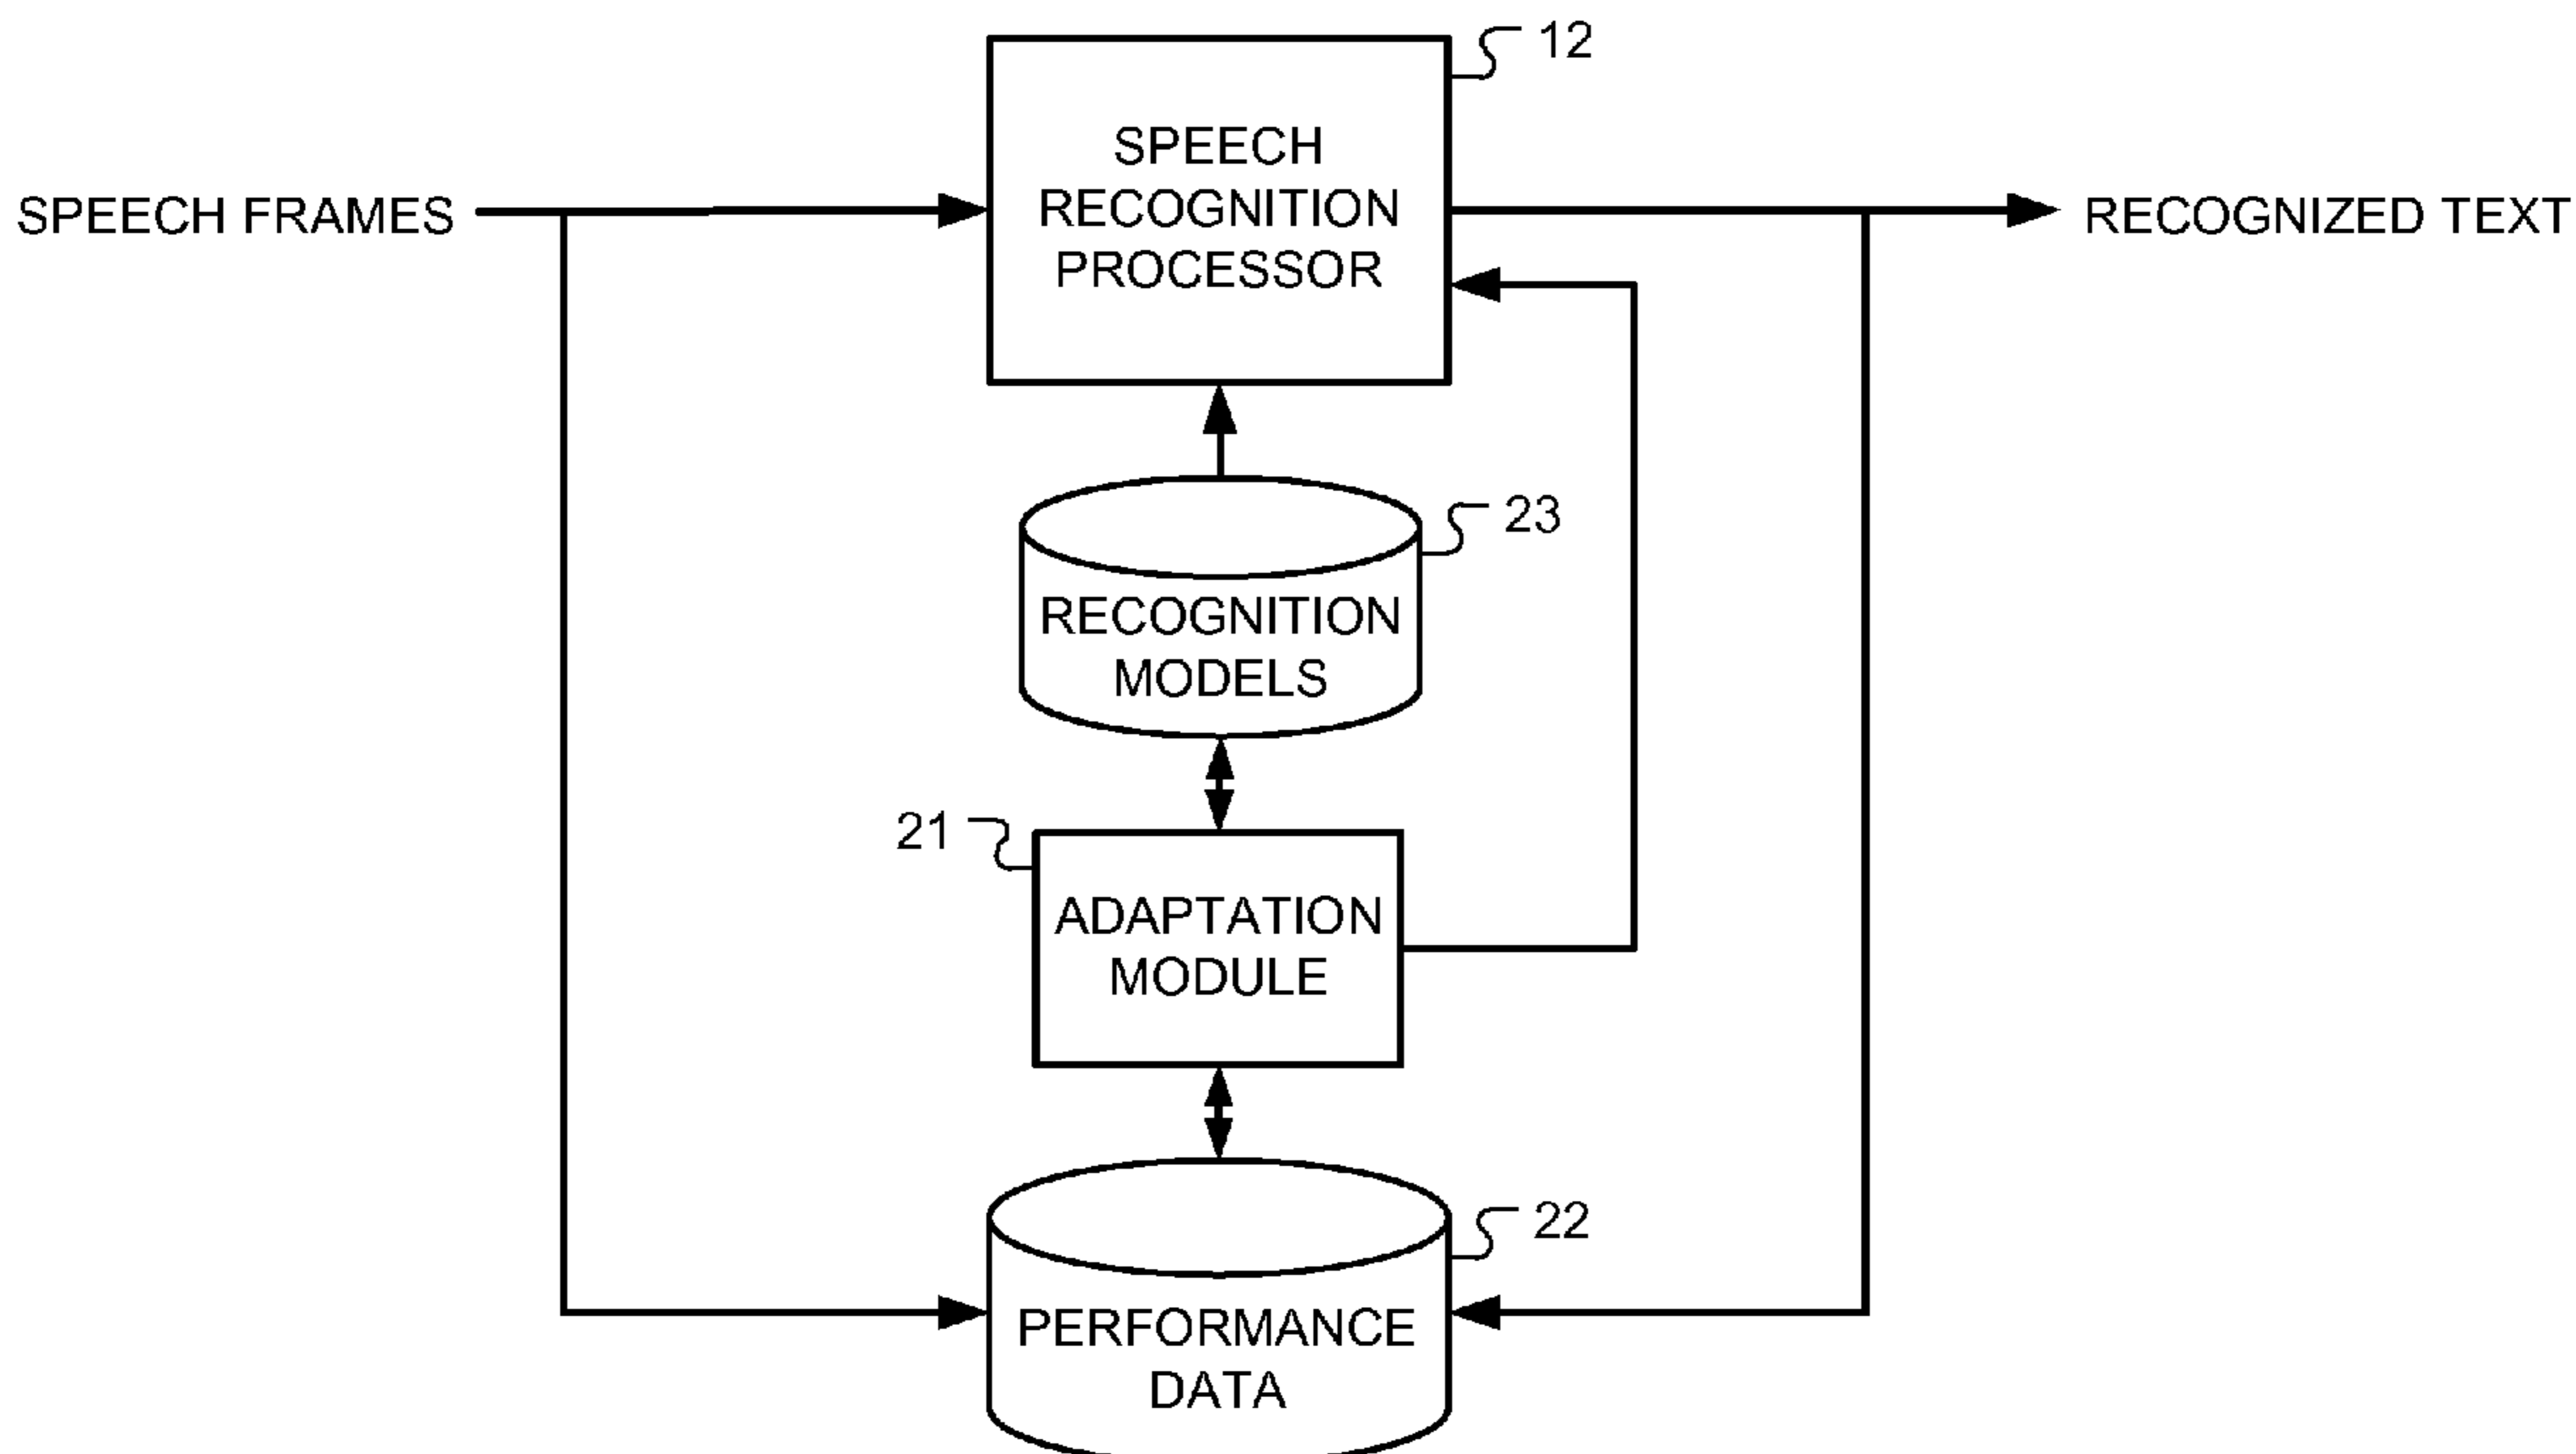 12
SPEECH
RECOGNITION
PROCESSOR
SPEECH FRAMES
RECOGNIZED TEXT
23
RECOGNITION
MODELS
21
ADAPTATION
MODULE
22
PERFORMANCE
DATA